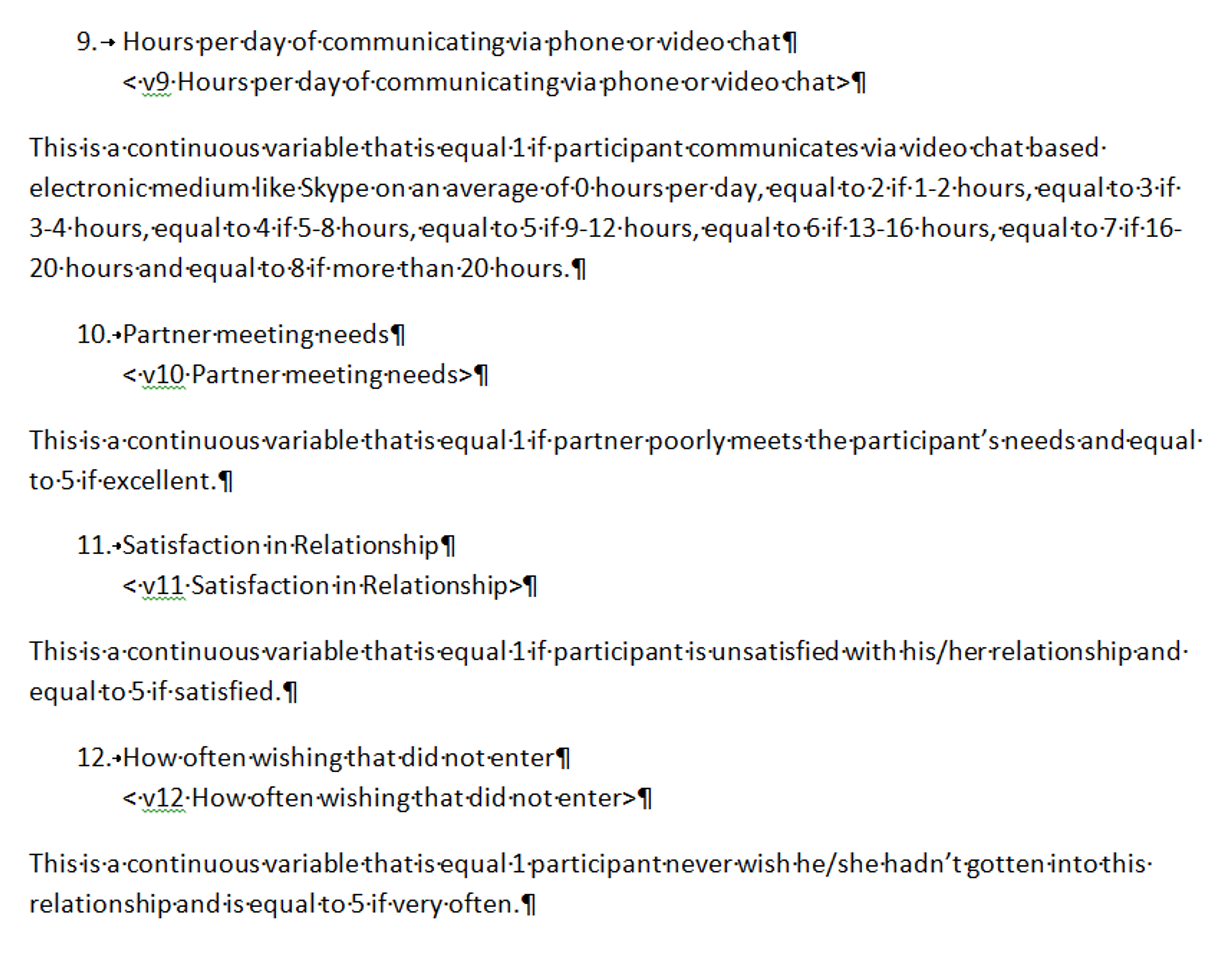 9. Hours per day of communicating via phone or video chat¶
< v9 Hours per day of communicating via phone or video chat>¶
This is a continuous variable that is equal 1 if participant communicates via video chat based
electronic medium like Skype on an average of 0 hours per day, equal to 2 if 1-2 hours, equal to 3 if
3-4 hours, equal to 4 if 5-8 hours, equal to 5 if 9-12 hours, equal to 6 if 13-16 hours, equal to 7 if 16-
20 hours and equal to 8 if more than 20 hours.¶
10. Partner meeting needs¶
< v10 Partner meeting needs>¶
This is a continuous variable that is equal 1 if partner poorly meets the participant’s needs and equal
to 5 if excellent.¶
11. Satisfaction in Relationship¶
< v11 Satisfaction in Relationship>¶
This is a continuous variable that is equal 1 if participant is unsatisfied with his/her relationship and
equal to 5 if satisfied.¶
12. How often wishing that did not enter¶
< v12 How often wishing that did not enter>¶
This is a continuous variable that is equal 1 participant never wish he/she hadn’t gotten into this
relationship and is equal to 5 if very often.¶